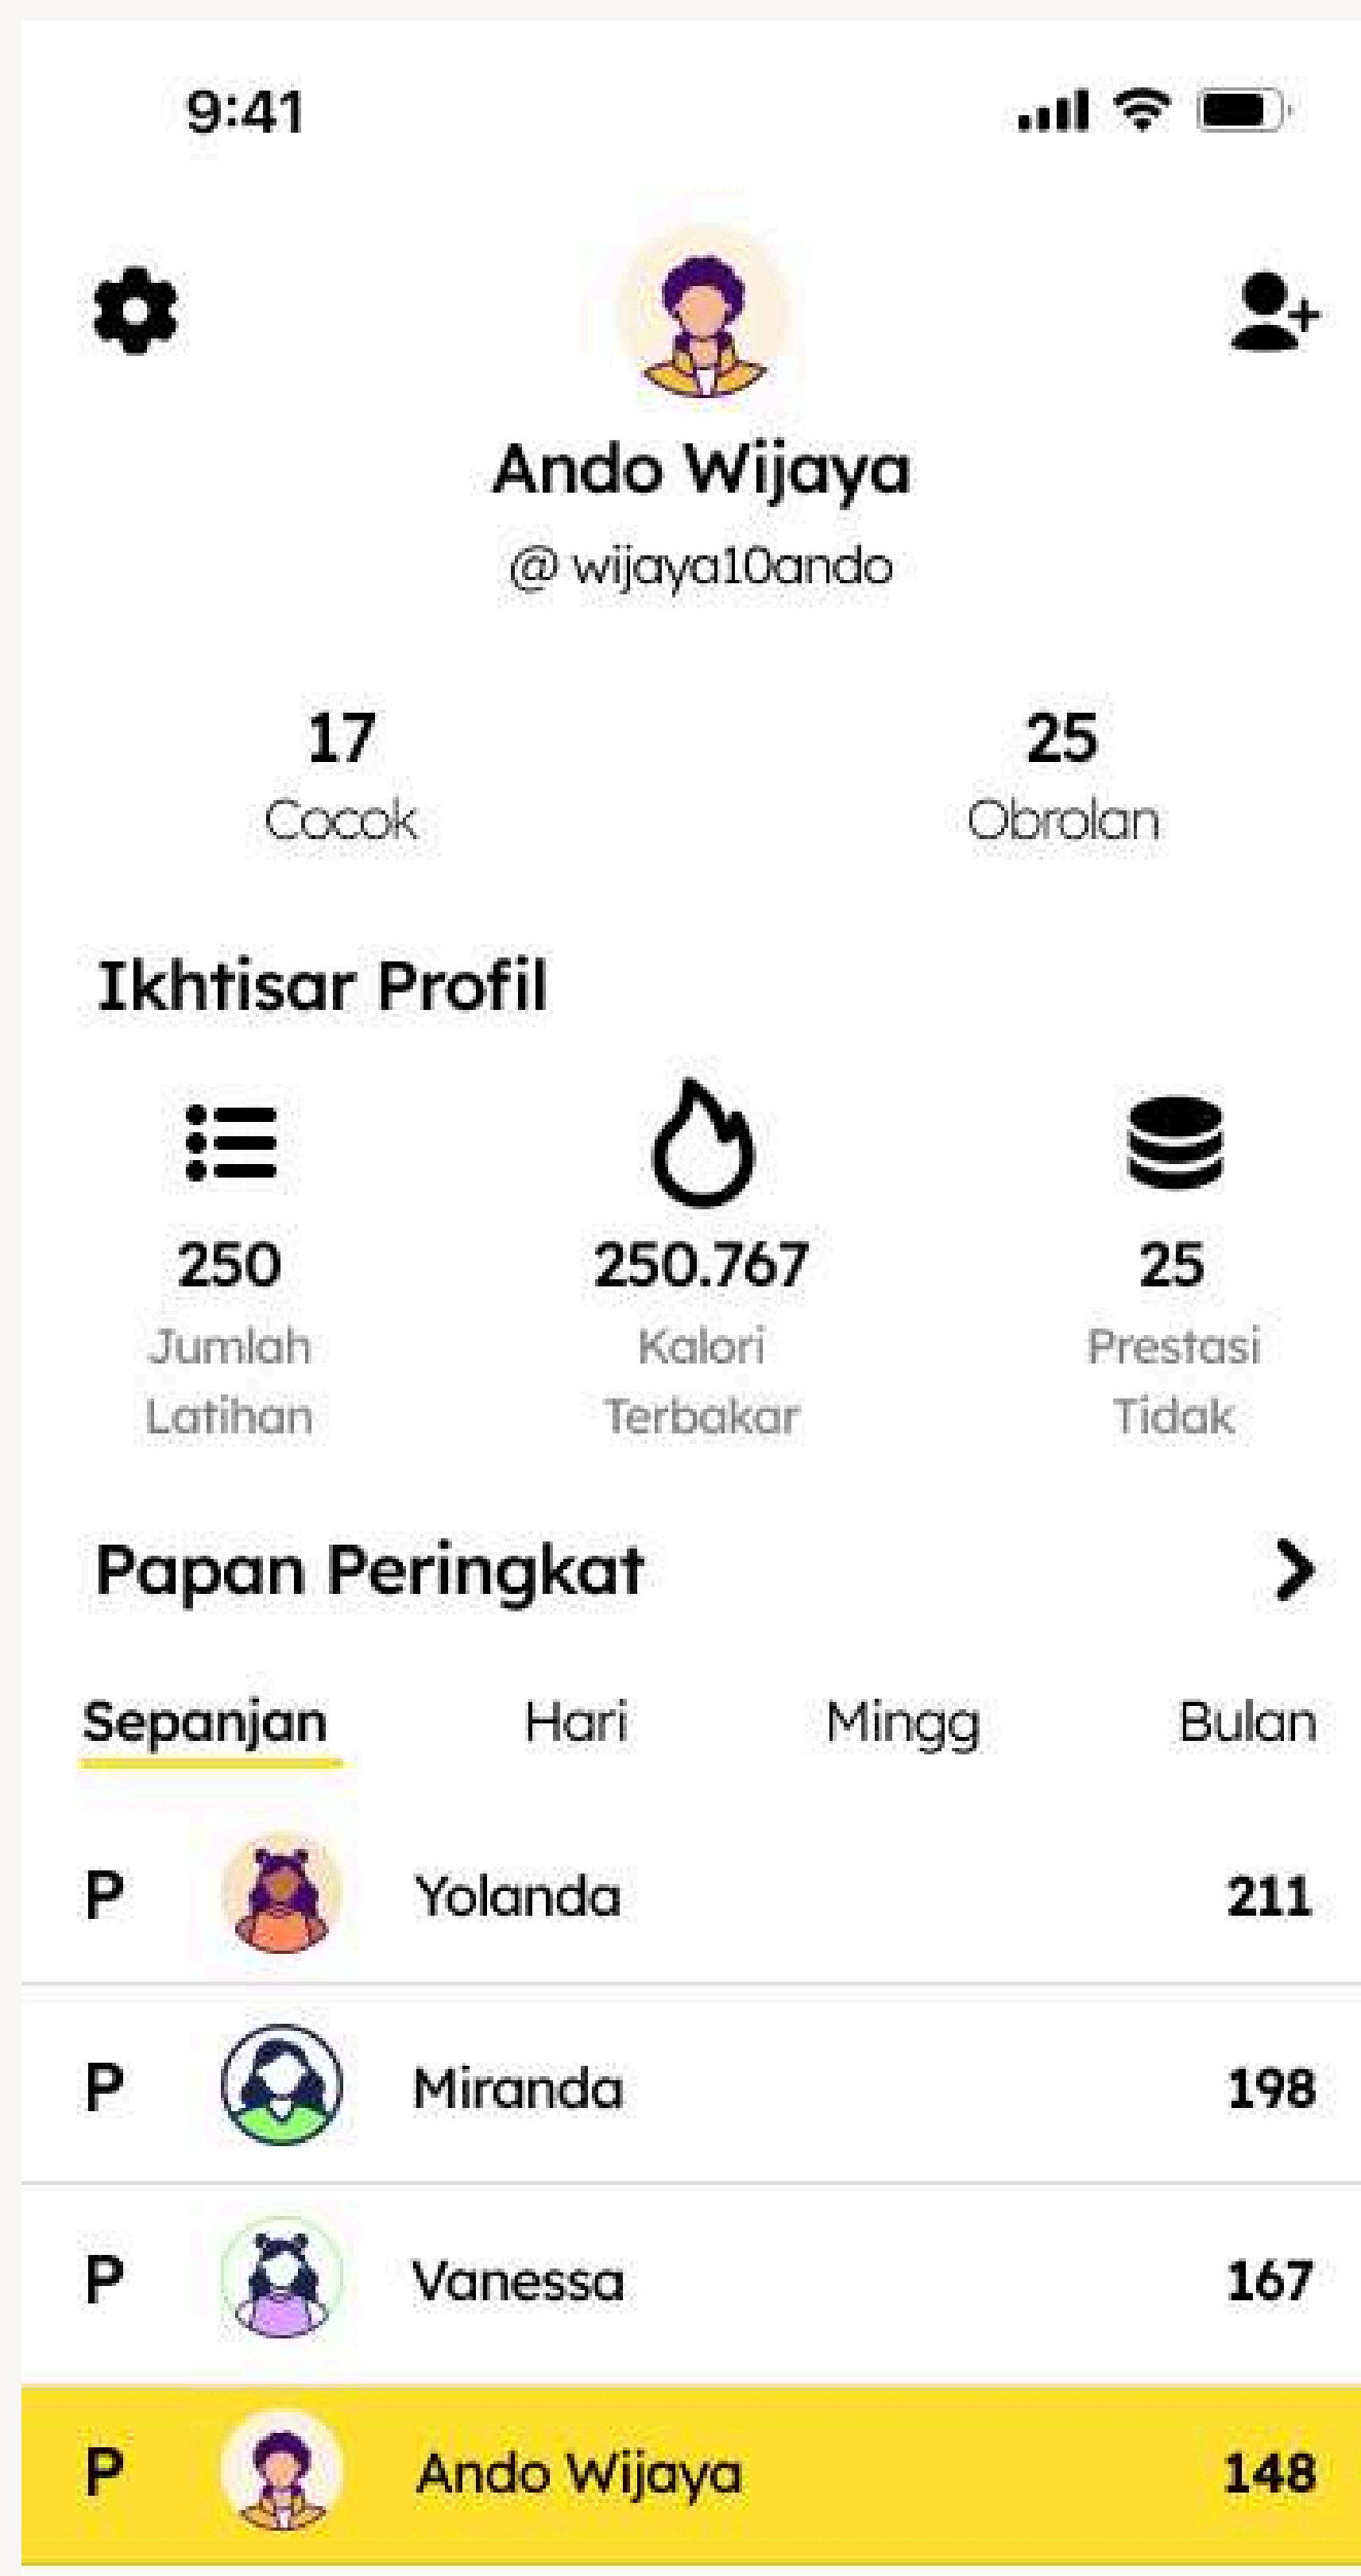 9:41
Ando Wijaya
@ wijaya10ando
17 25
Cocok Obrolan
Ikhtisar Profil
250 250.767 25
Jumlah Kalori Prestasi
Latihan Terbakar Tidak
Papan Peringkat
Sepanjan Hari Mingg Bulan
P Yolanda 211
P Miranda 198
P Vanessa 167
P Ando Wijaya 148